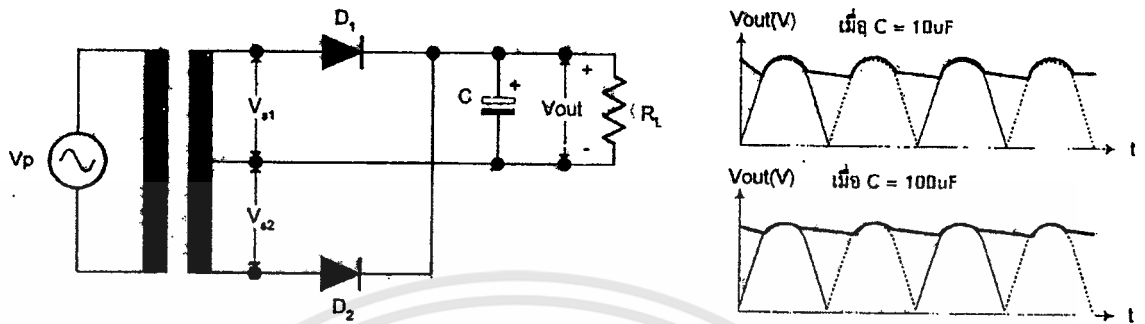 D₁
Vp
Vs1
Vs2
C
+
Vout
+
-
RL
D₂
Vout(V)
เมื่อ C = 10uF
t
Vout(V)
เมื่อ C = 100uF
t